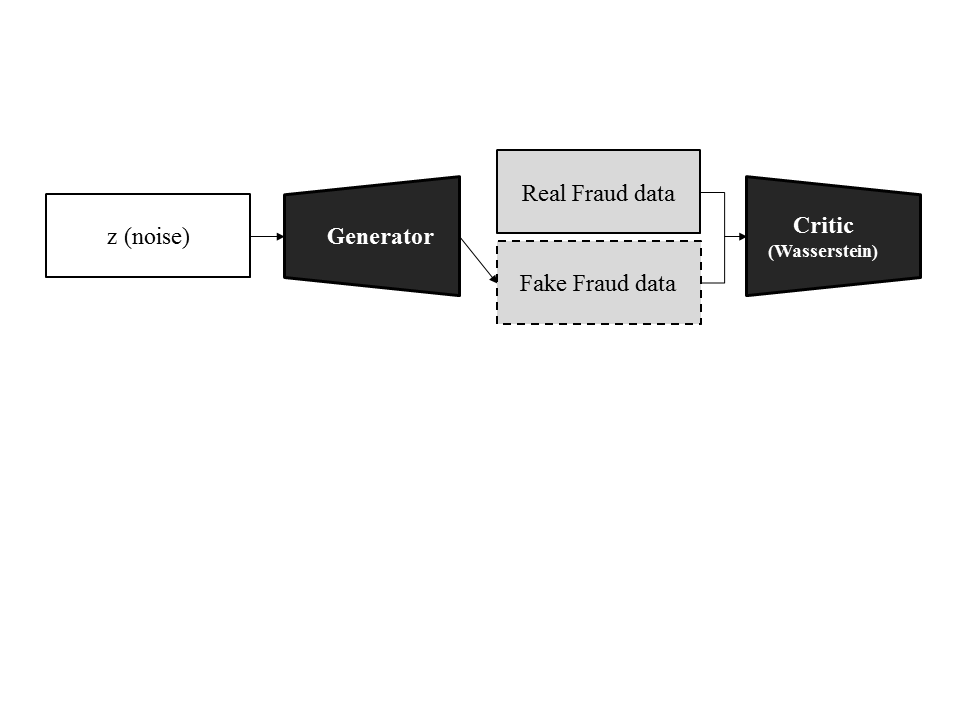 z (noise)
Generator
Real Fraud data
Fake Fraud data
Critic
(Wasserstein)